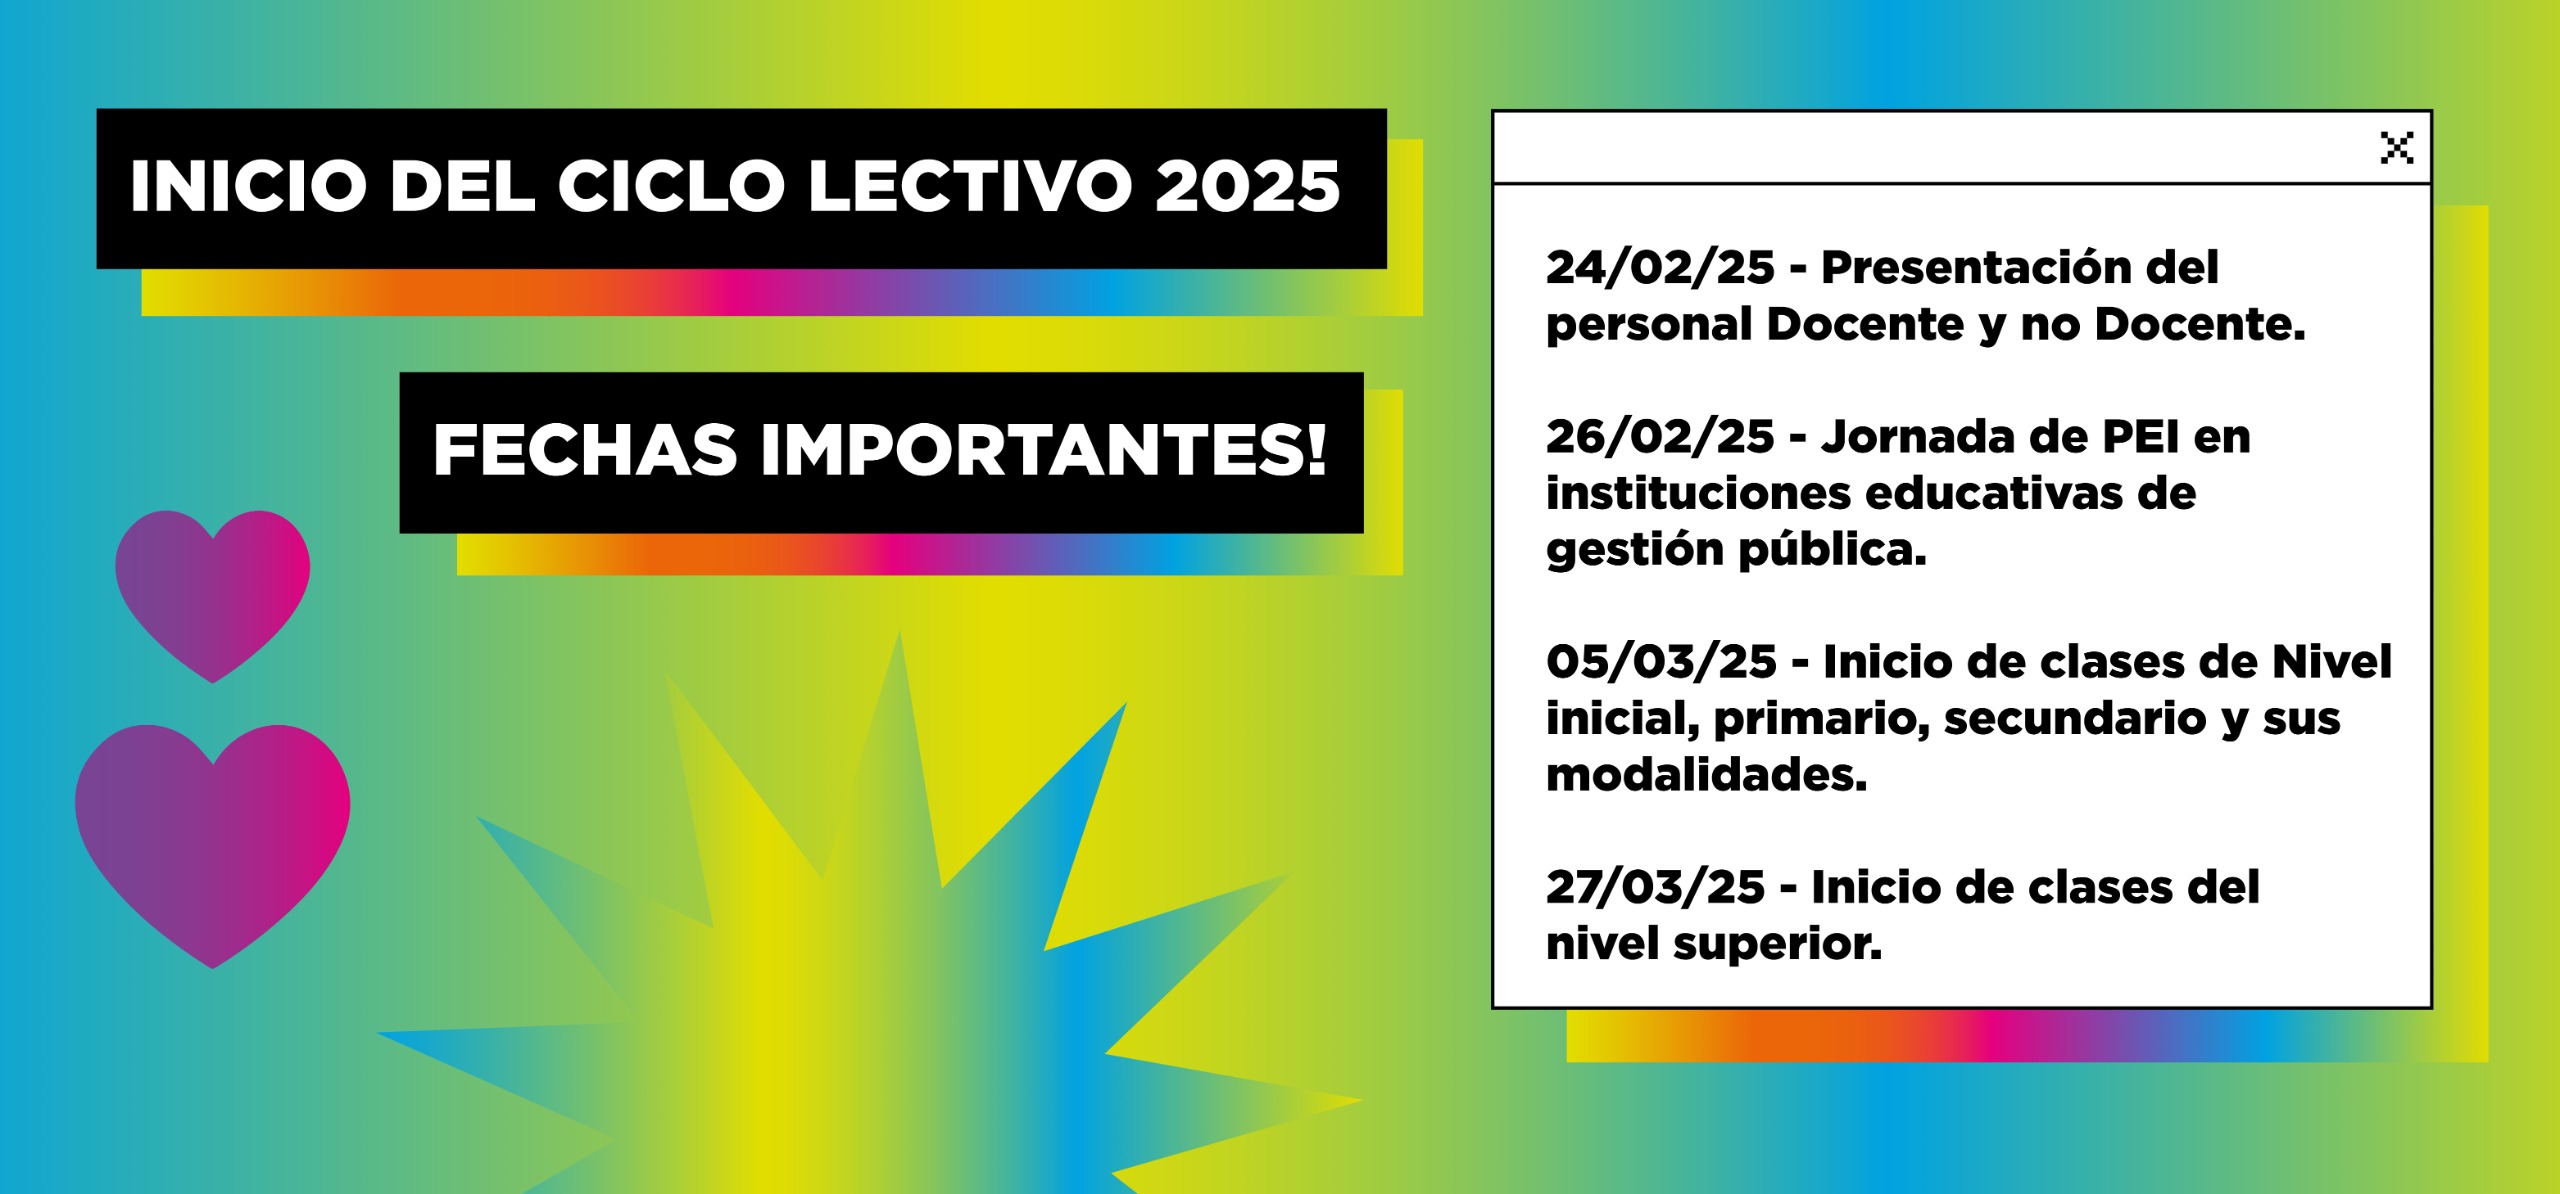 INICIO DEL CICLO LECTIVO 2025
FECHAS IMPORTANTES!
24/02/25 - Presentación del
personal Docente y no Docente.
26/02/25 - Jornada de PEI en
instituciones educativas de
gestión pública.
05/03/25 - Inicio de clases de Nivel
inicial, primario, secundario y sus
modalidades.
27/03/25 - Inicio de clases del
nivel superior.